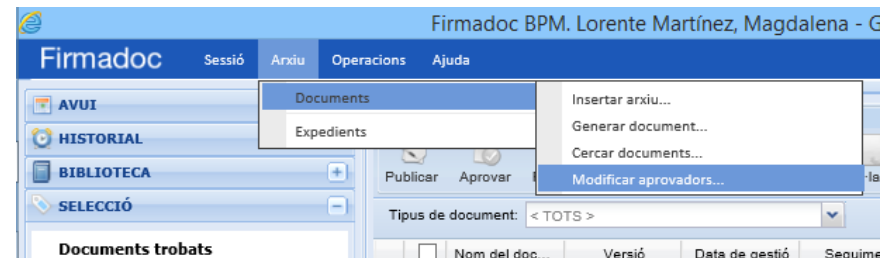 Firmadoc BPM. Lorente Martínez, Magdalena - G
Firmadoc Sessió Arxiu Operacions Ajuda
AVUI
HISTORIAL
BIBLIOTECA
SELECCIÓ
Documents trobats
Documents
Expedients
Insertar arxiu...
Generar document...
Cercar documents...
Modificar aprovadors...
Publicar Aprovar
Tipus de document: < TOTS >
Nom del doc... Versió Data de gestió Seguime